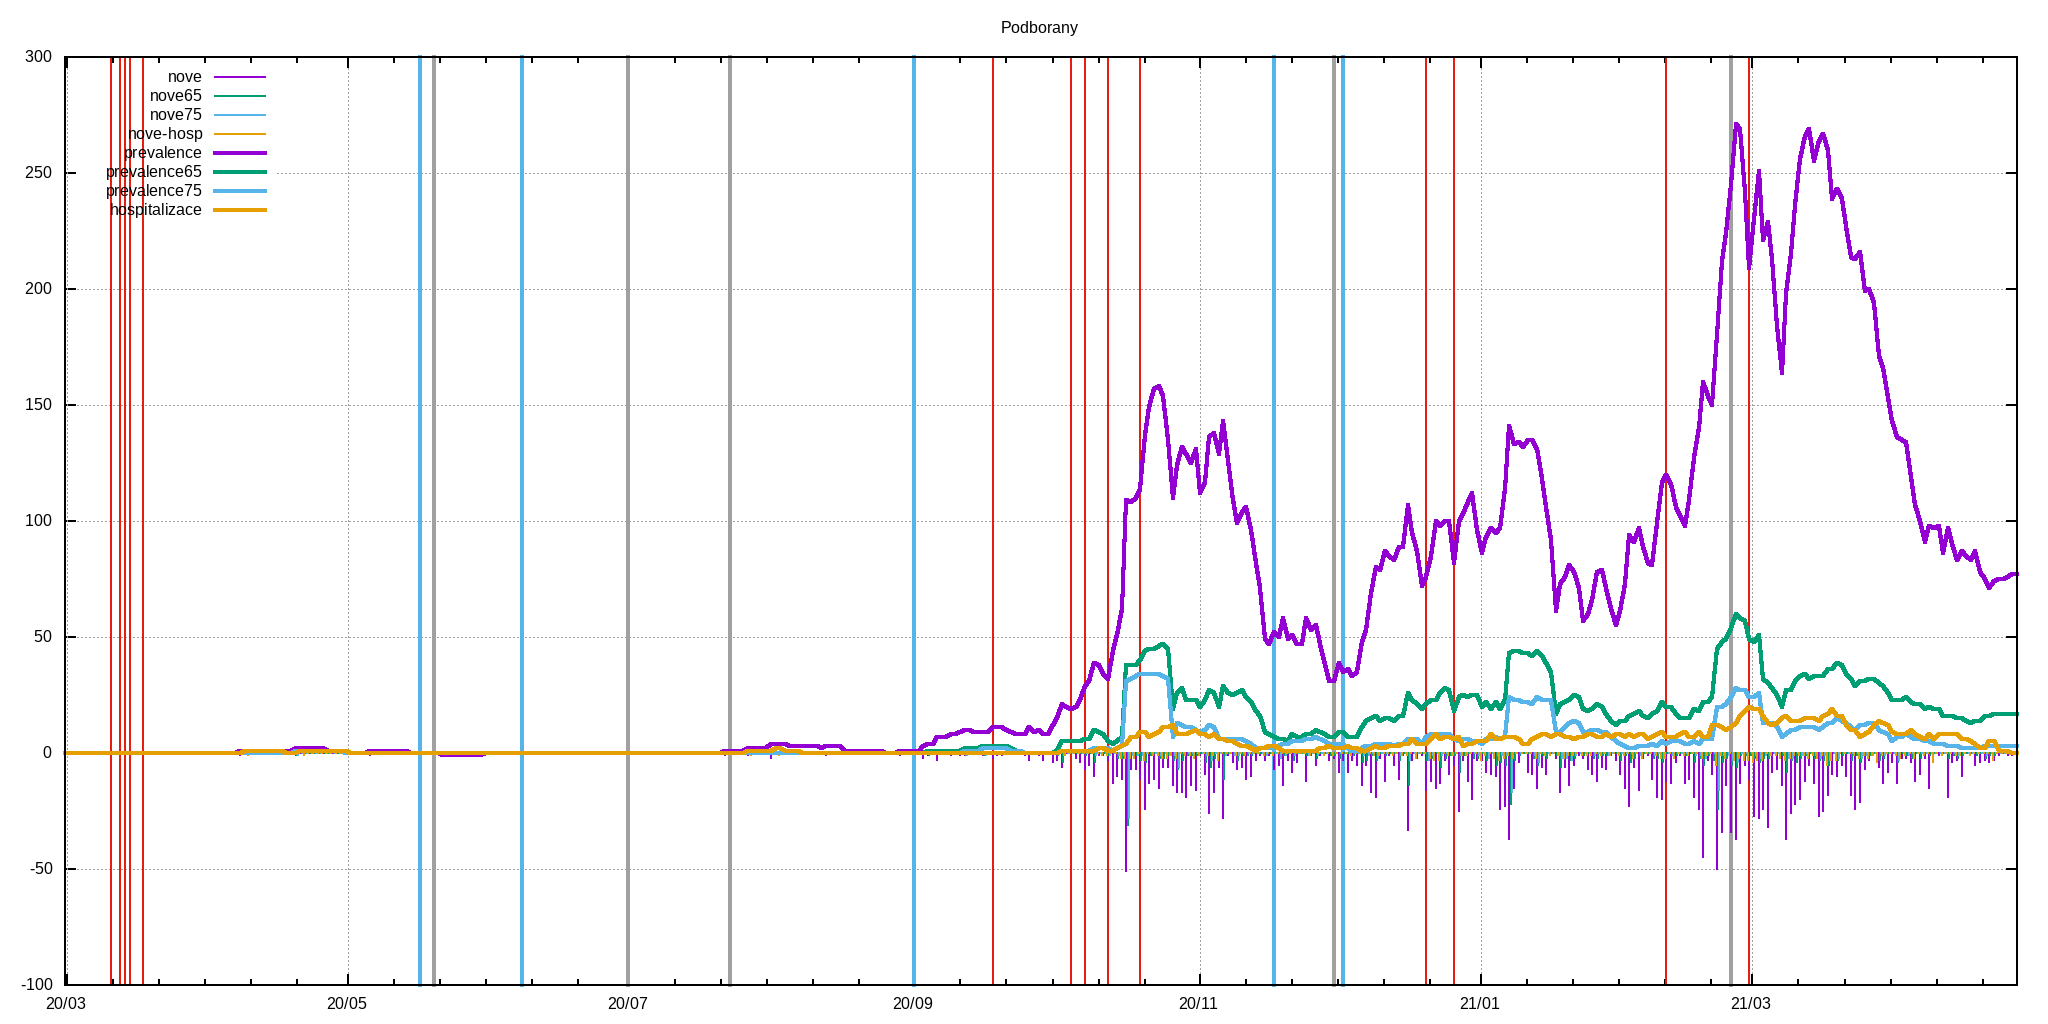 Podborany
300
nove
nove65
nove75
nove-hosp
prevalence
prevalence65
prevalence75
hospitalizace
250
200
150
100
50
0
-50
-100
20/03 20/05 20/07 20/09 20/11 21/01 21/03